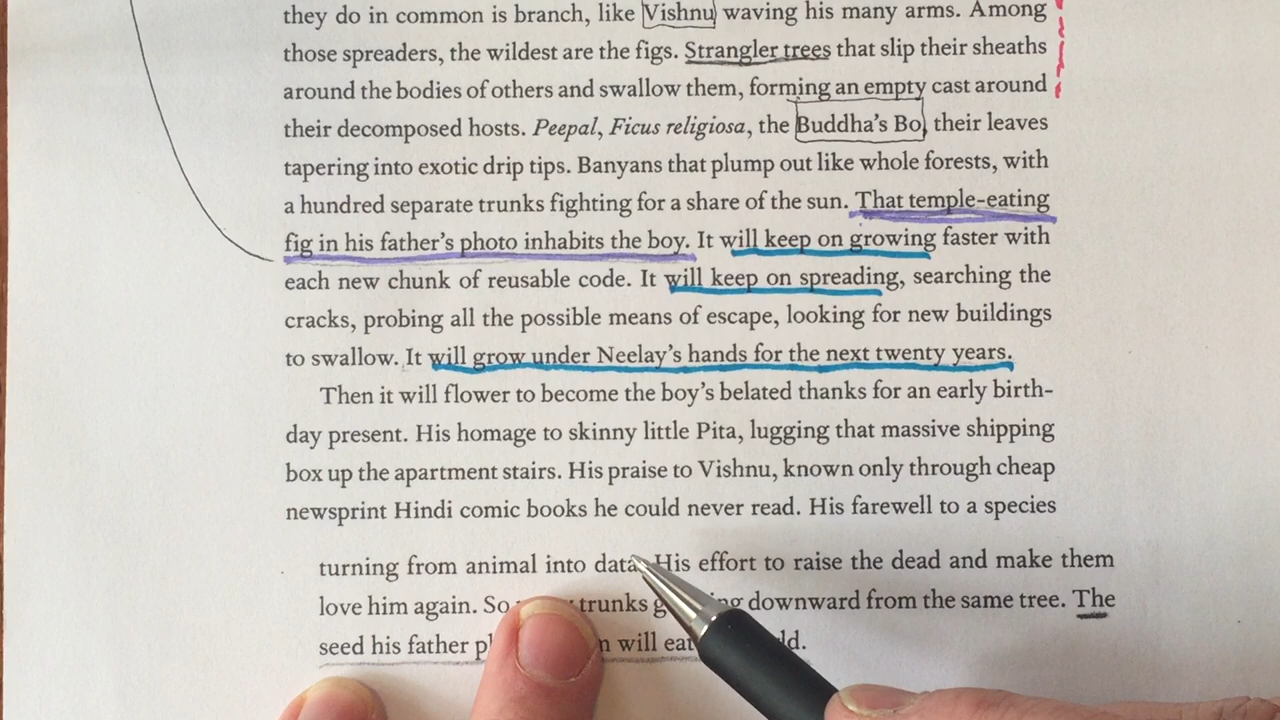 they do in common is branch, like Vishnu waving his many arms. Among
those spreaders, the wildest are the figs. Strangler trees that slip their sheaths
around the bodies of others and swallow them, forming an empty cast around
their decomposed hosts. Peepal, Ficus religiosa, the Buddha's Bo, their leaves
tapering into exotic drip tips. Banyans that plump out like whole forests, with
a hundred separate trunks fighting for a share of the sun. That temple-eating
fig in his father's photo inhabits the boy. It will keep on growing faster with
each new chunk of reusable code. It will keep on spreading, searching the
cracks, probing all the possible means of escape, looking for new buildings
to swallow. It will grow under Neelay's hands for the next twenty years.
Then it will flower to become the boy's belated thanks for an early birth-
day present. His homage to skinny little Pita, lugging that massive shipping
box up the apartment stairs. His praise to Vishnu, known only through cheap
newsprint Hindi comic books he could never read. His farewell to a species
turning from animal into data. His effort to raise the dead and make them
love him again. So trunks downward from the same tree. The
seed his father will eat